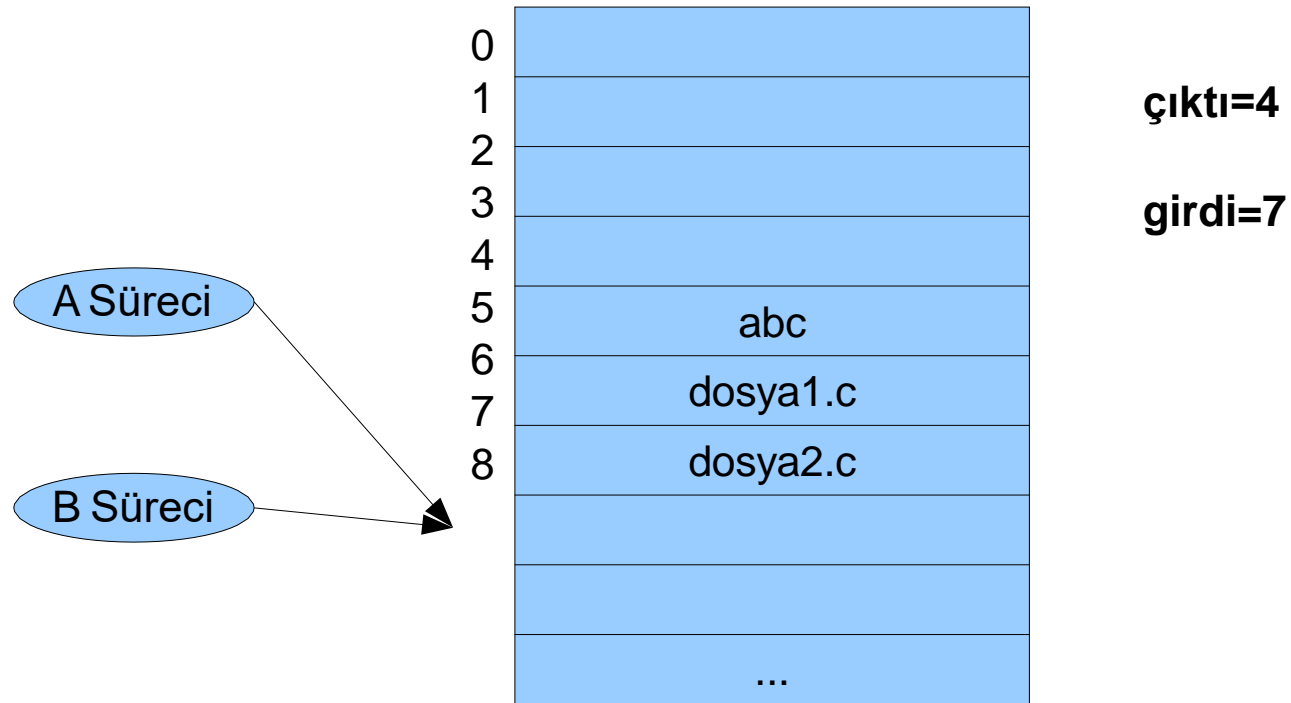 0
1
2
3
4
5
6
7
8
çıktı=4
girdi=7
A Süreci
B Süreci
abc
dosya1.c
dosya2.c
...